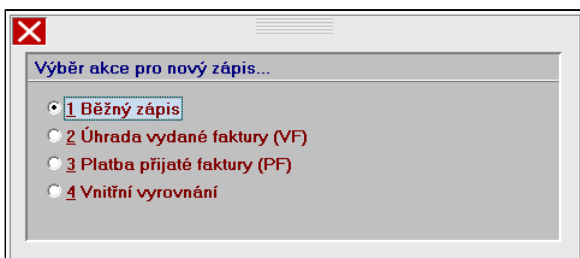 Výběr akce pro nový zápis...
1 Běžný zápis
2 Úhrada vydané faktury (VF)
3 Platba přijaté faktury (PF)
4 Vnitřní vyrovnání